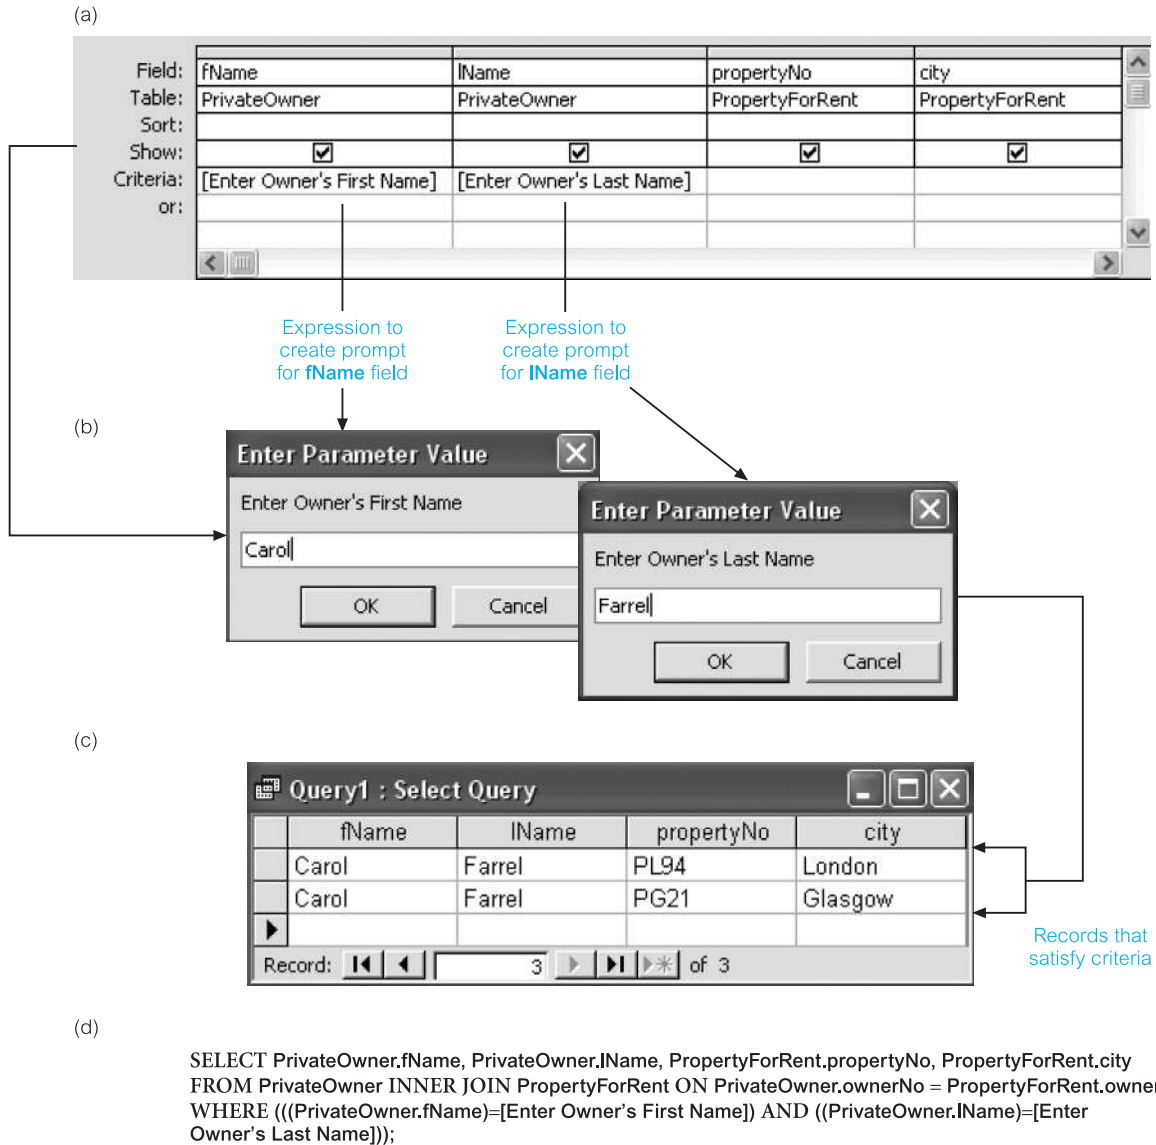 (a)
Field: fName lName propertyNo city
Table: PrivateOwner PrivateOwner PropertyForRent PropertyForRent
Sort:
Show:
Criteria: [Enter Owner's First Name] [Enter Owner's Last Name]
or:
Expression to
create prompt
for fName field
Expression to
create prompt
for lName field
(b)
Enter Parameter Value
Enter Owner's First Name
Carol
OK Cancel
Enter Parameter Value
Enter Owner's Last Name
Farrel
OK Cancel
(c)
Query1 : Select Query
fName lName propertyNo city
Carol Farrel PL94 London
Carol Farrel PG21 Glasgow
Record: 3 of 3
Records that
satisfy criteria
(d)
SELECT PrivateOwner.fName, PrivateOwner.lName, PropertyForRent.propertyNo, PropertyForRent.city
FROM PrivateOwner INNER JOIN PropertyForRent ON PrivateOwner.ownerNo = PropertyForRent.owner
WHERE (((PrivateOwner.fName)=[Enter Owner's First Name]) AND ((PrivateOwner.lName)=[Enter
Owner's Last Name]));